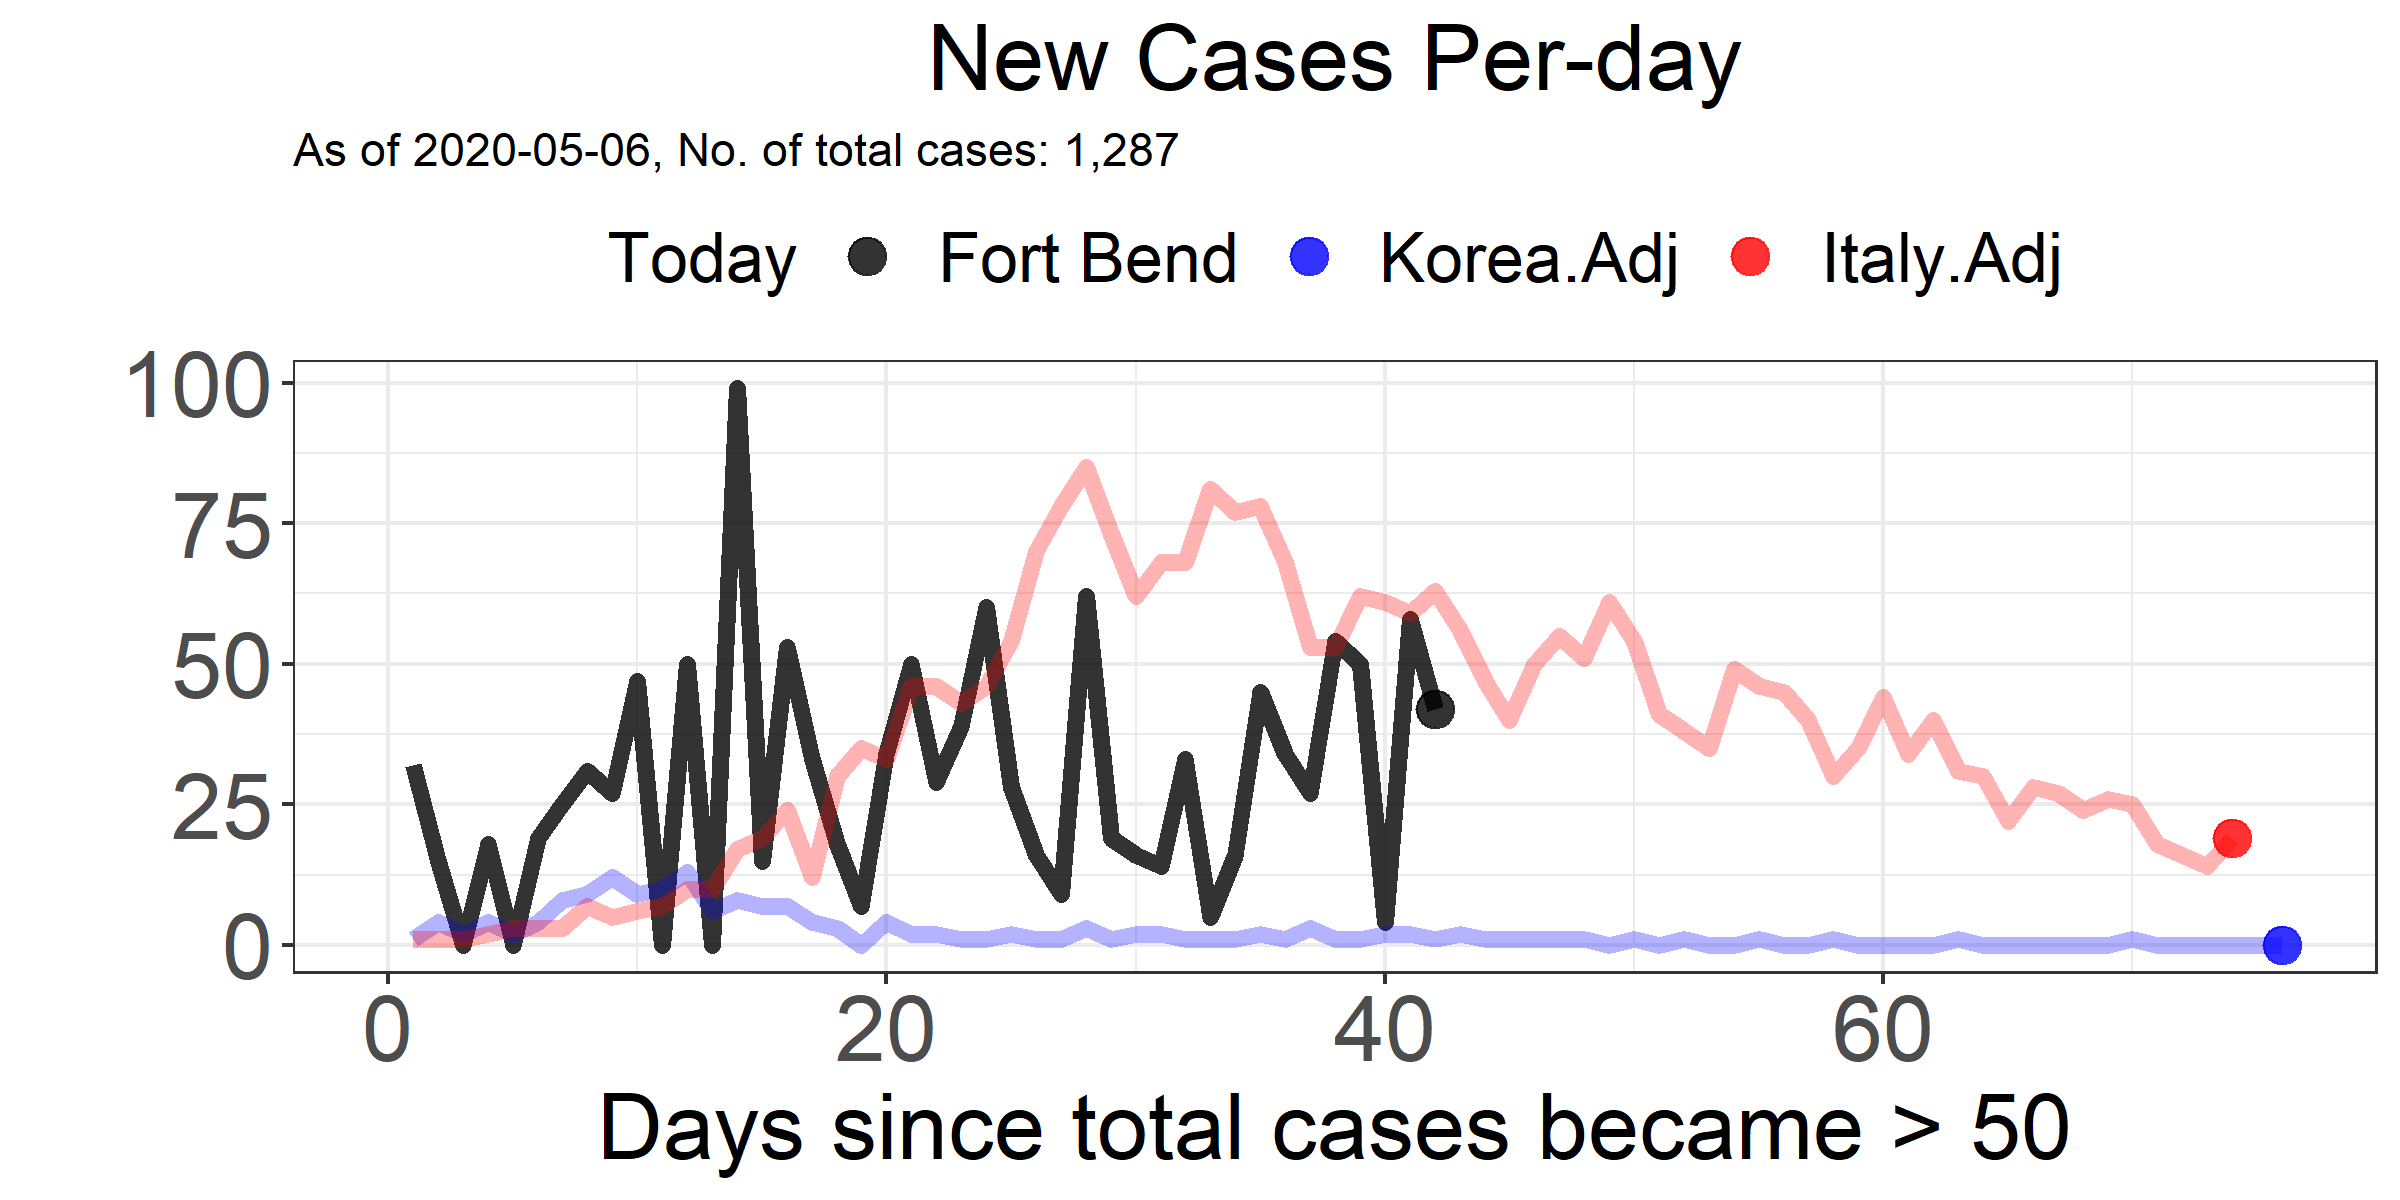 New Cases Per-day
As of 2020-05-06, No. of total cases: 1,287
Today Fort Bend Korea.Adj Italy.Adj
100
75
50
25
0
0 20 40 60
Days since total cases became > 50